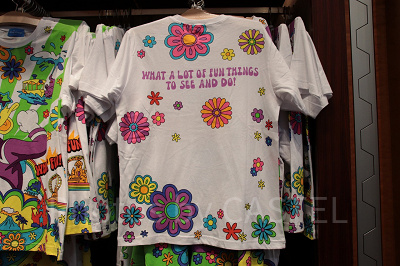 WHAT A LOT OF FUN THINGS
TO SEE AND DO!